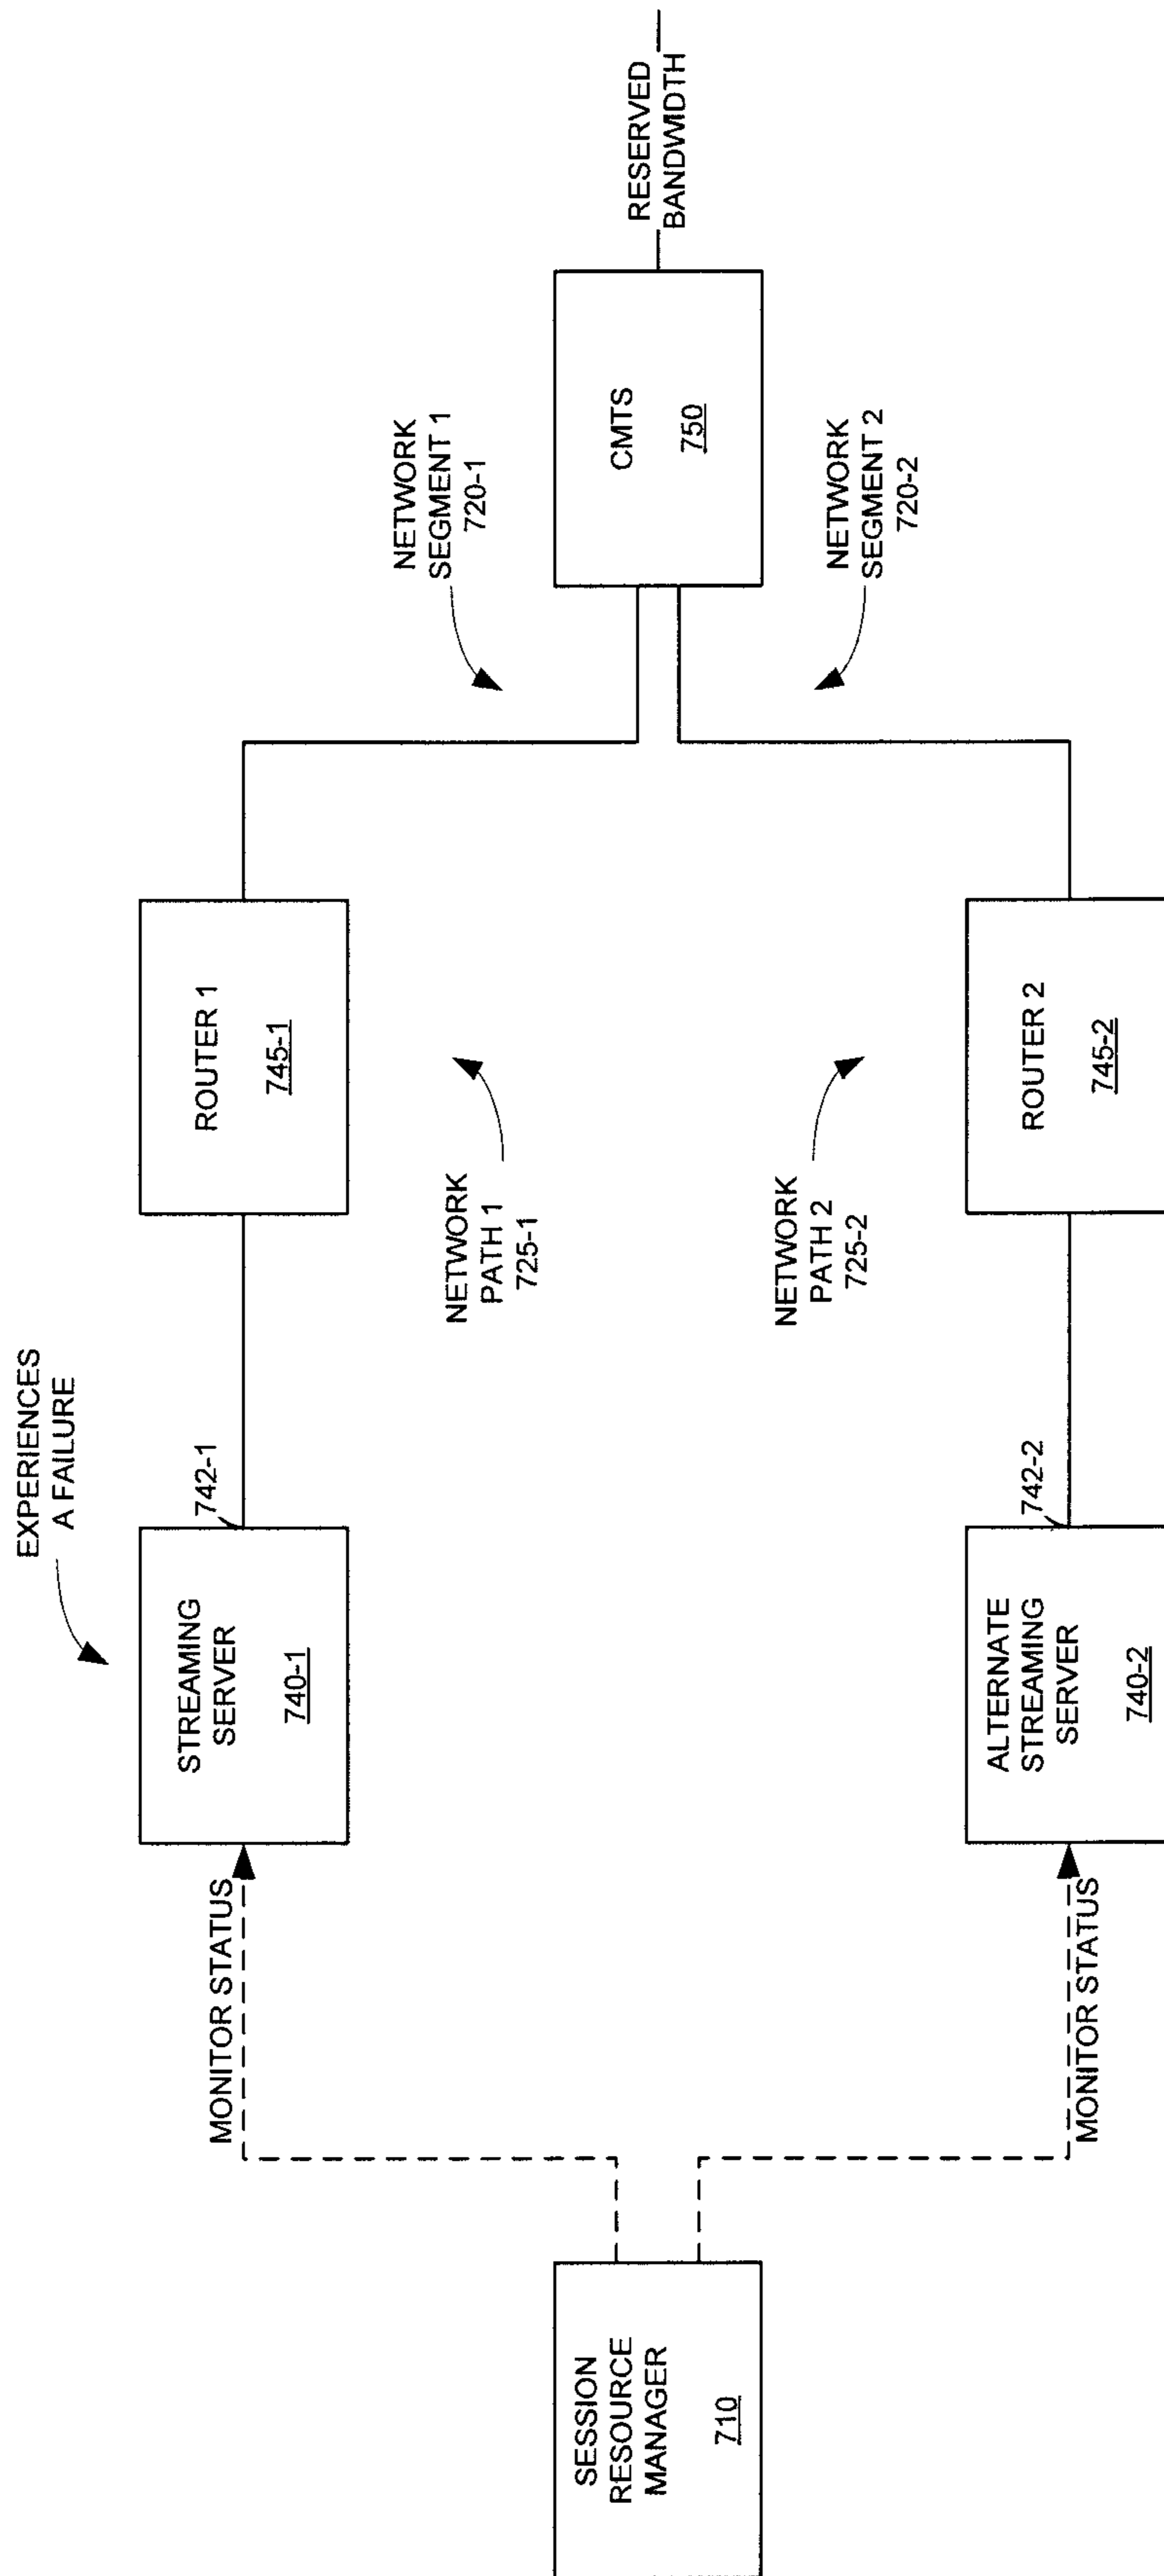 EXPERIENCES
A FAILURE
MONITOR STATUS
STREAMING
SERVER
740-1
742-1
ROUTER 1
745-1
NETWORK
PATH 1
725-1
NETWORK
SEGMENT 1
720-1
SESSION
RESOURCE
MANAGER
710
CMTS
750
RESERVED
BANDWIDTH
NETWORK
PATH 2
725-2
NETWORK
SEGMENT 2
720-2
MONITOR STATUS
ALTERNATE
STREAMING
SERVER
740-2
742-2
ROUTER 2
745-2